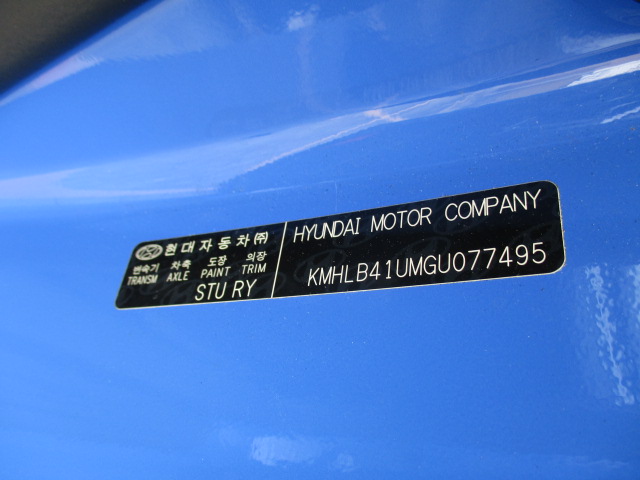 현대자동차㈜
변속기 차축 도장 의장
TRANSM AXLE PAINT TRIM
STU RY
HYUNDAI MOTOR COMPANY
KMHLB41UMGU077495